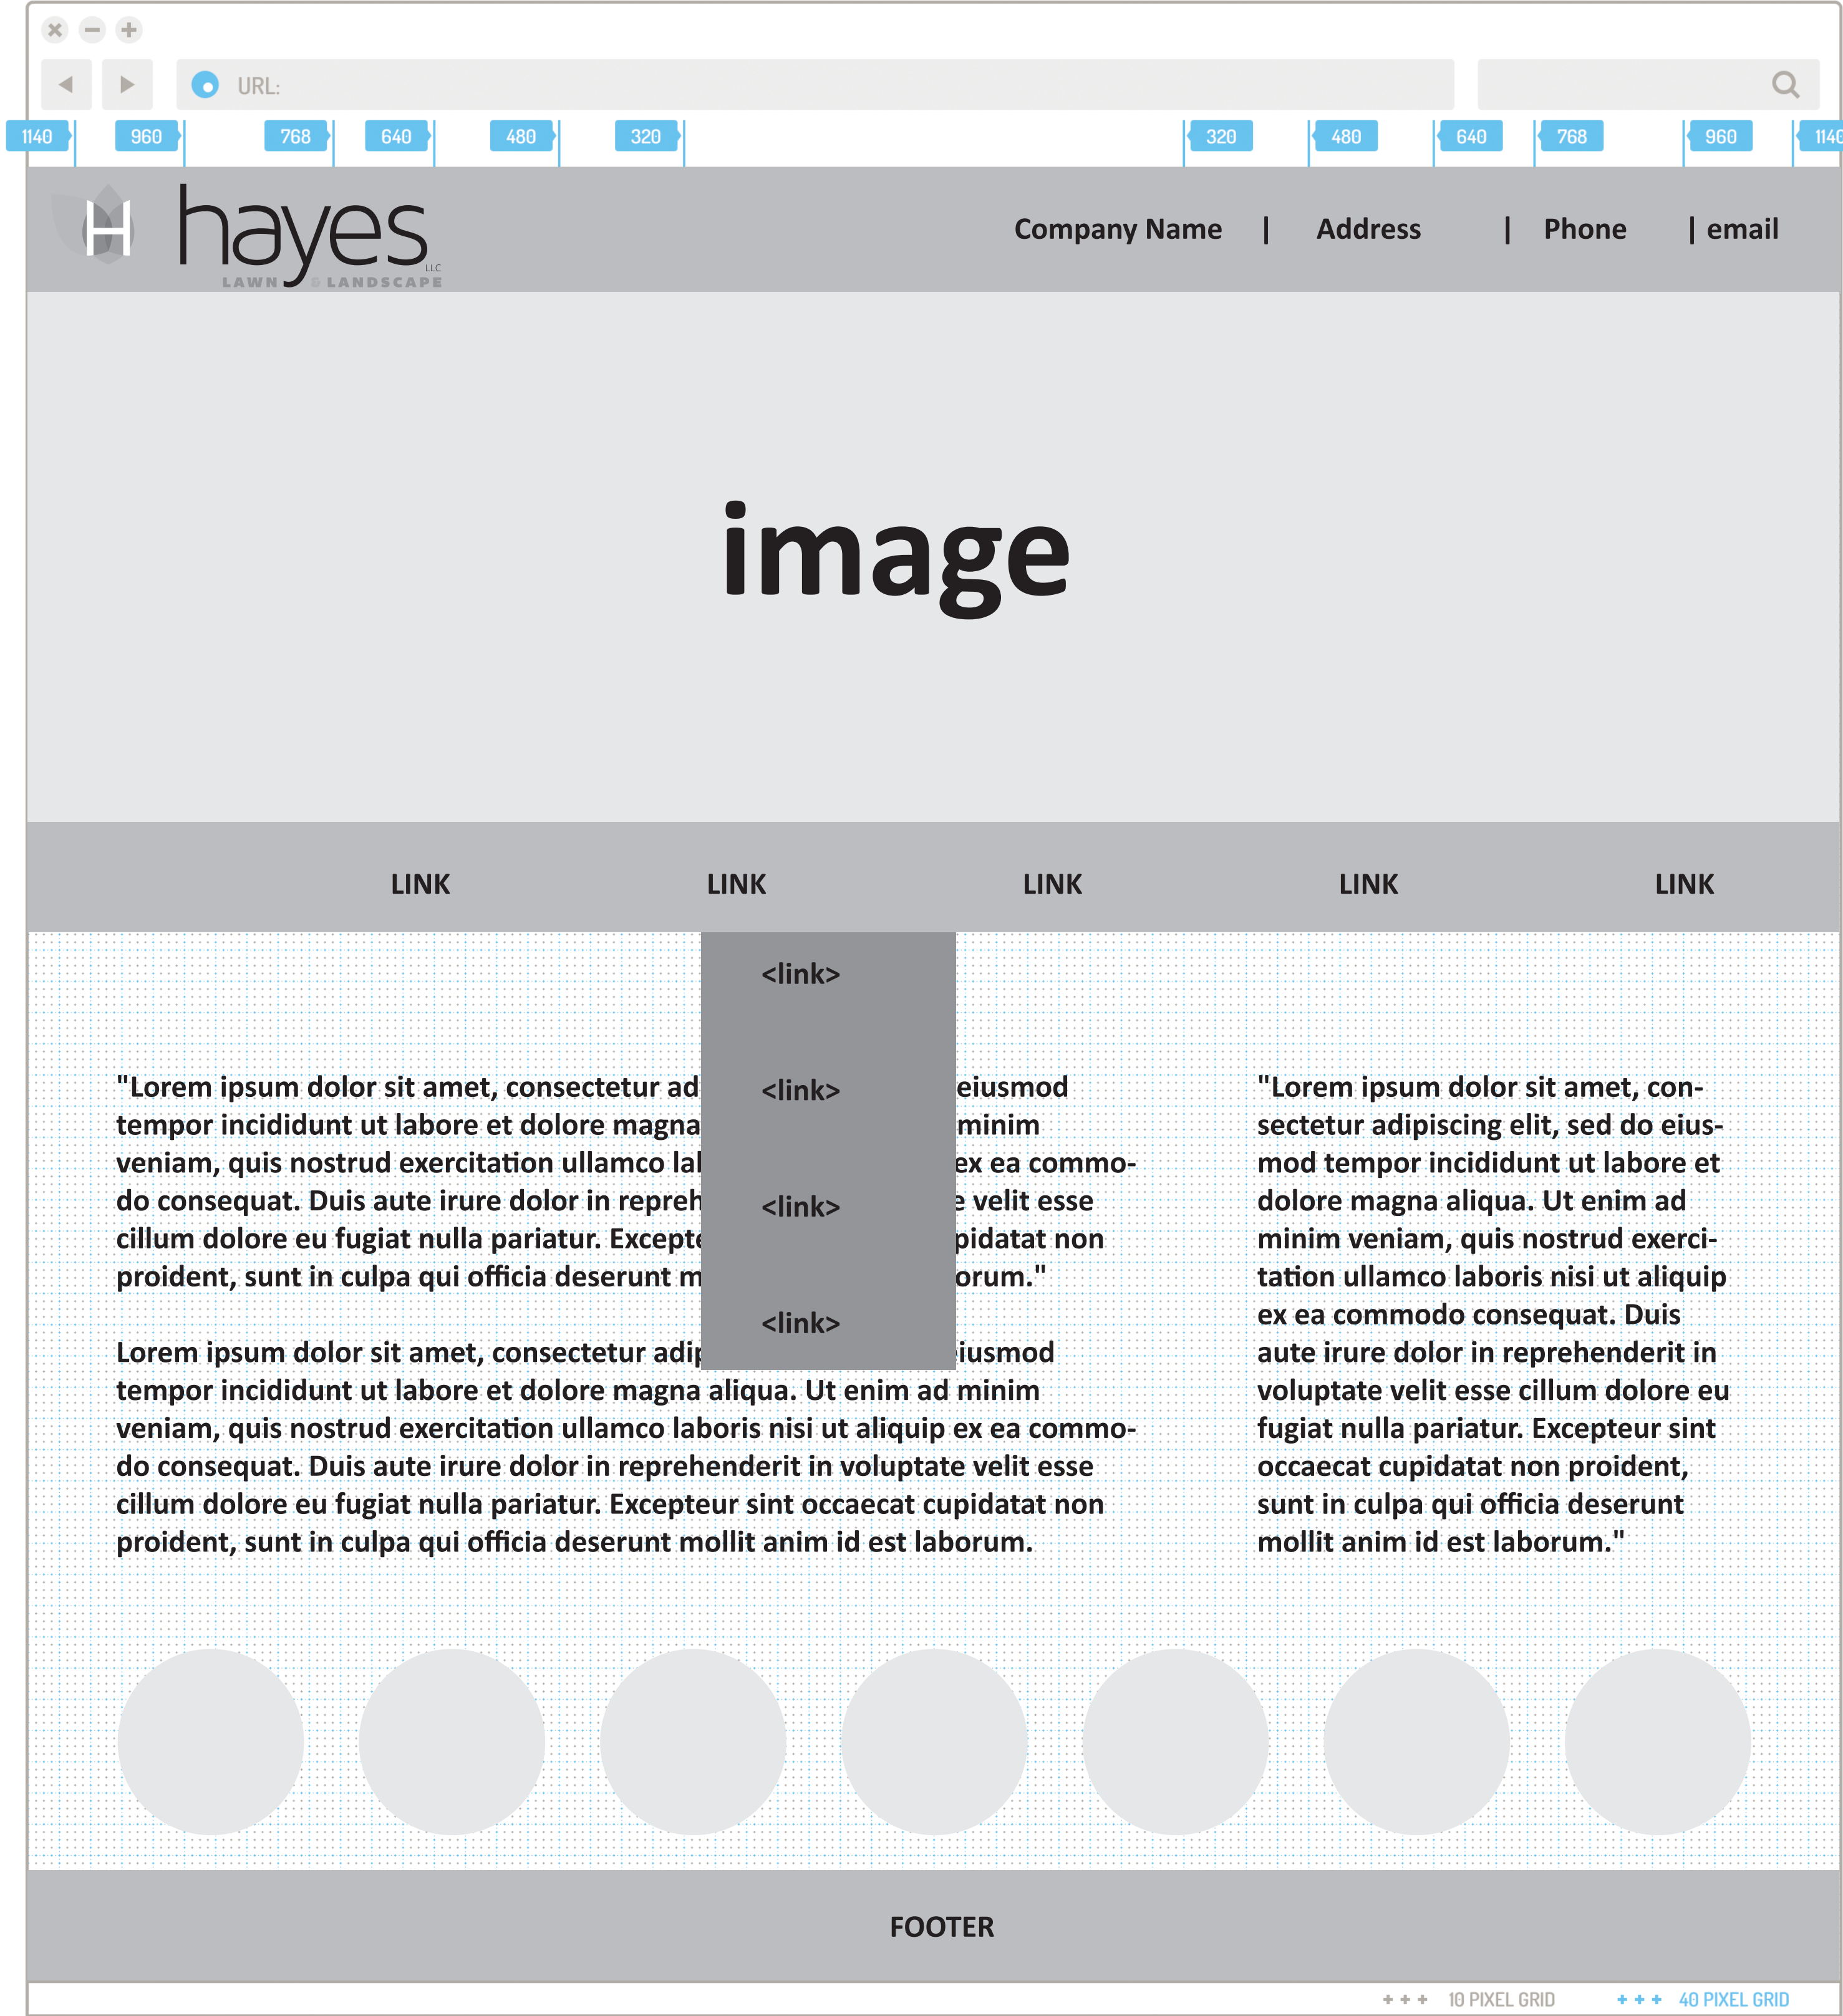 URL:
1140 960 768 640 480 320 320 480 640 768 960 1140
H hayes LLC
LAWN & LANDSCAPE
Company Name | Address | Phone | email
image
LINK LINK LINK LINK LINK
<link>
<link>
<link>
<link>
"Lorem ipsum dolor sit amet, consectetur ad eiusmod
tempor incididunt ut labore et dolore magna minim
veniam, quis nostrud exercitation ullamco ex ea commo-
do consequat. Duis aute irure dolor in velit esse
cillum dolore eu fugiat nulla pariatur. non
proident, sunt in culpa qui officia deserunt
Lorem ipsum dolor sit amet, consectetur
tempor incididunt ut labore et dolore magna aliqua. Ut enim ad minim
veniam, quis nostrud exercitation ullamco laboris nisi ut aliquip ex ea commo-
do consequat. Duis aute irure dolor in reprehenderit in voluptate velit esse
cillum dolore eu fugiat nulla pariatur. Excepteur sint occaecat cupidatat non
proident, sunt in culpa qui officia deserunt mollit anim id est laborum.
"Lorem ipsum dolor sit amet, con-
sectetur adipiscing elit, sed do eius-
mod tempor incididunt ut labore et
dolore magna aliqua. Ut enim ad
minim veniam, quis nostrud exerci-
tation ullamco laboris nisi ut aliquip
ex ea commodo consequat. Duis
aute irure dolor in reprehenderit in
voluptate velit esse cillum dolore eu
fugiat nulla pariatur. Excepteur sint
occaecat cupidatat non proident,
sunt in culpa qui officia deserunt
mollit anim id est laborum."
FOOTER
+++ 10 PIXEL GRID +++ 40 PIXEL GRID